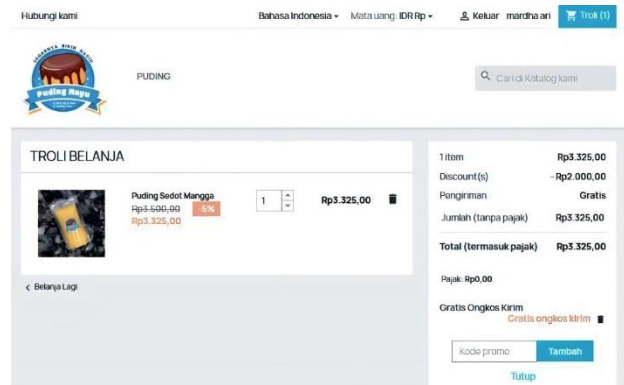 Hubungi kami
Bahasa Indonesia
Mata uang: IDR Rp
Keluar
mardha ari
Troli (1)
Puding Mayu
PUDING
Cari di Katalog kami
TROLI BELANJA
Puding Sedot Mangga
Rp3.500,00 -5%
Rp3.325,00
1
Rp3.325,00
Belanja Lagi
1 item Rp3.325,00
Discount(s) - Rp2.000,00
Pengiriman Gratis
Jumlah (tanpa pajak) Rp3.325,00
Total (termasuk pajak) Rp3.325,00
Pajak: Rp0,00
Gratis Ongkos Kirim
Gratis ongkos kirim
Kode promo
Tambah
Tutup